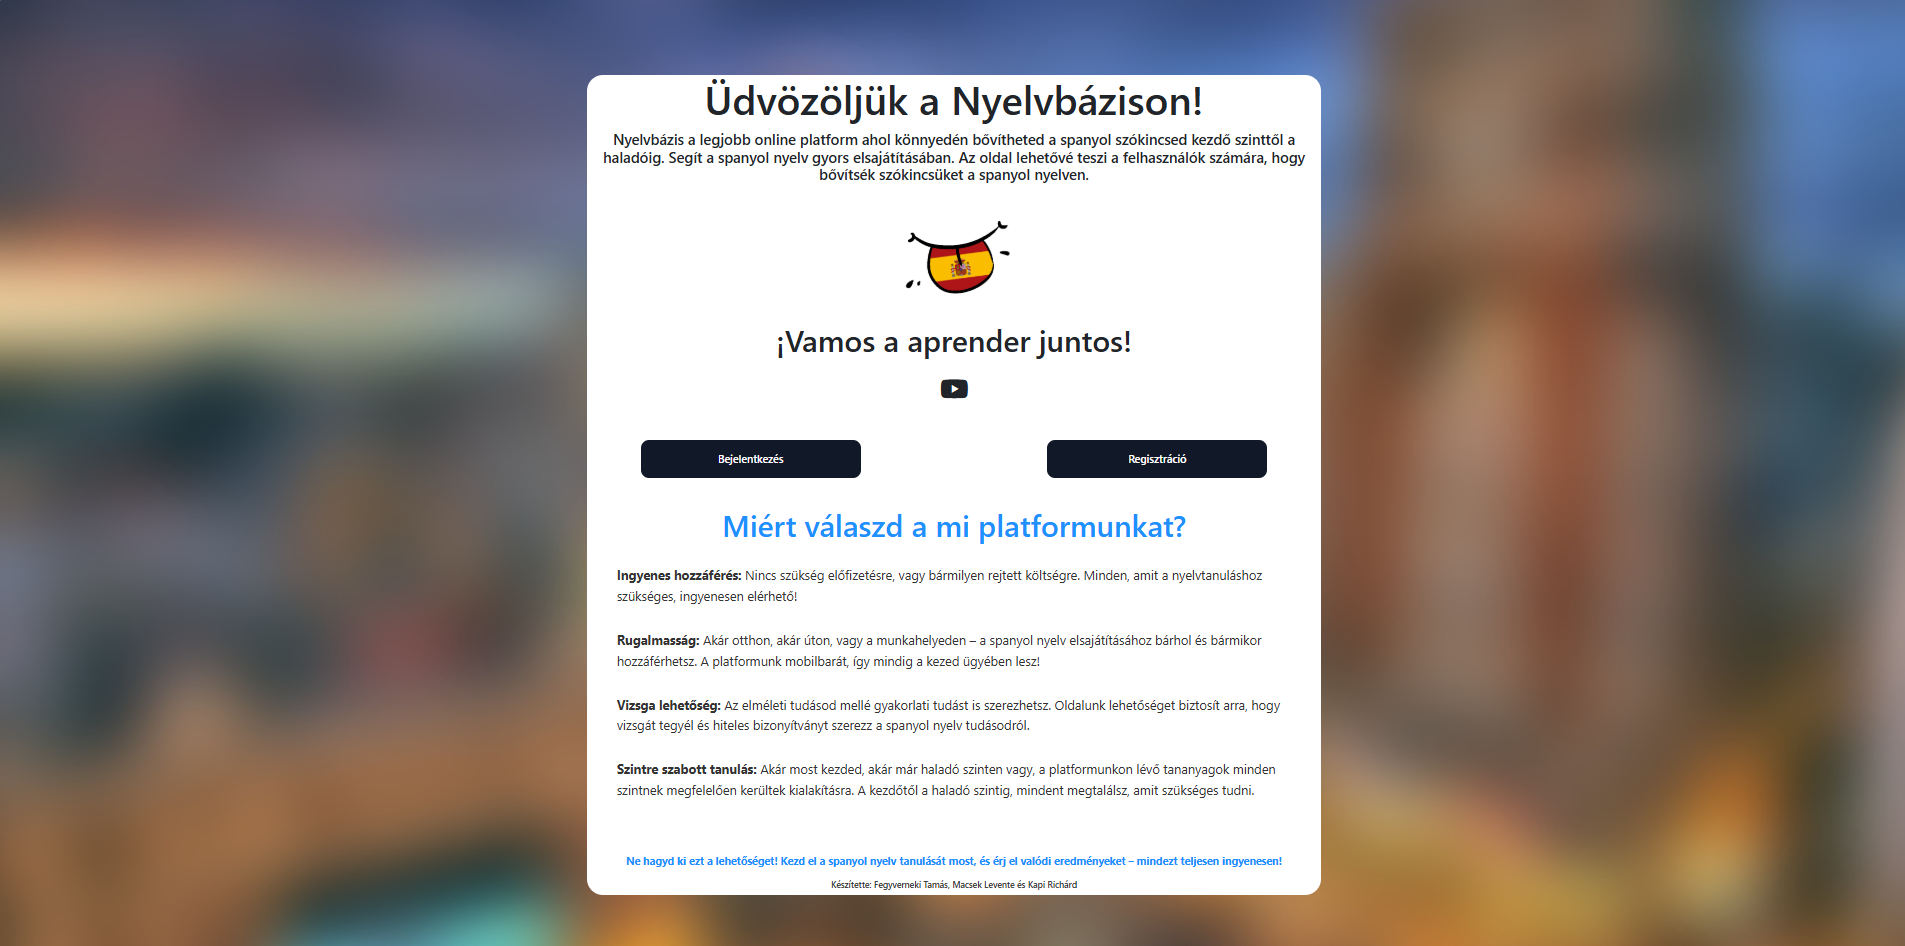 Üdvözöljük a Nyelvbázison!
Nyelvbázis a legjobb online platform ahol könnyedén bővítheted a spanyol szókincsed kezdő szinttől a
haladóig. Segít a spanyol nyelv gyors elsajátításában. Az oldal lehetővé teszi a felhasználók számára, hogy
bővítsék szókincsüket a spanyol nyelven.
¡Vamos a aprender juntos!
Bejelentkezés
Regisztráció
Miért válaszd a mi platformunkat?
Ingyenes hozzáférés: Nincs szükség előfizetésre, vagy bármilyen rejtett költségre. Minden, amit a nyelvtanuláshoz
szükséges, ingyenesen elérhető!
Rugalmasság: Akár otthon, akár úton, vagy a munkahelyeden – a spanyol nyelv elsajátításához bárhol és bármikor
hozzáférhetsz. A platformunk mobilbarát, így mindig a kezed ügyében lesz!
Vizsga lehetőség: Az elméleti tudásod mellé gyakorlati tudást is szerezhetsz. Oldalunk lehetőséget biztosít arra, hogy
vizsgát tegyél és hiteles bizonyítványt szerezz a spanyol nyelv tudásodról.
Szintre szabott tanulás: Akár most kezded, akár már haladó szinten vagy, a platformunkon lévő tananyagok minden
szintnek megfelelően kerültek kialakításra. A kezdőtől a haladó szintig, mindent megtalálsz, amit szükséges tudni.
Ne hagyd ki ezt a lehetőséget! Kezd el a spanyol nyelv tanulását most, és érj el valódi eredményeket – mindezt teljesen ingyenesen!
Készítette: Fegyverneki Tamás, Macsek Levente és Kapi Richárd